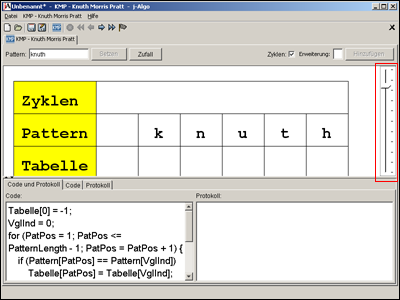 Unbenannt* - KMP - Knuth Morris Pratt - j-Algo
Datei KMP - Knuth Morris Pratt Hilfe
KMP - Knuth Morris Pratt
Pattern: knuth Setzen Zufall Zyklen: Erweiterung: Hinzufügen
Zyklen
Pattern k n u t h
Tabelle
Code und Protokoll Code Protokoll
Code: Protokoll:
Tabelle[0] = -1;
VglInd = 0;
for (PatPos = 1; PatPos <=
PatternLength - 1; PatPos = PatPos + 1) {
if (Pattern[PatPos] == Pattern[VglInd])
Tabelle[PatPos] = Tabelle[VglInd];